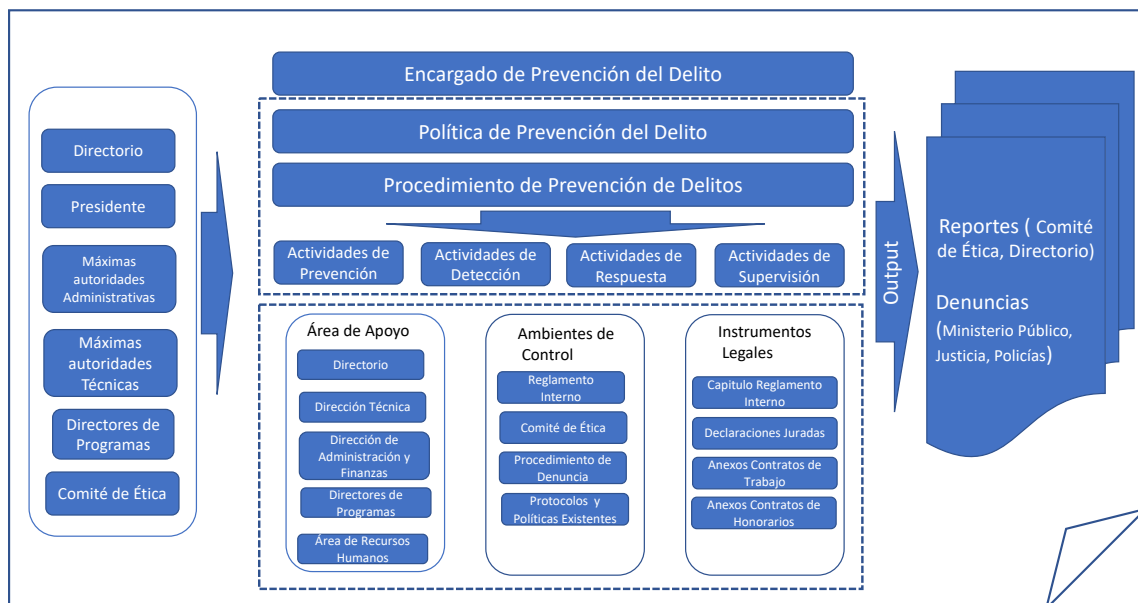 Directorio
Presidente
Máximas
autoridades
Administrativas
Máximas
autoridades
Técnicas
Directores de
Programas
Comité de Ética
Encargado de Prevención del Delito
Política de Prevención del Delito
Procedimiento de Prevención de Delitos
Actividades de
Prevención
Actividades de
Detección
Actividades de
Respuesta
Actividades de
Supervisión
Área de Apoyo
Directorio
Dirección Técnica
Dirección de
Administración y
Finanzas
Directores de
Programas
Área de Recursos
Humanos
Ambientes de
Control
Reglamento
Interno
Comité de Ética
Procedimiento de
Denuncia
Protocolos y
Políticas Existentes
Instrumentos
Legales
Capitulo Reglamento
Interno
Declaraciones Juradas
Anexos Contratos de
Trabajo
Anexos Contratos de
Honorarios
Output
Reportes ( Comité
de Ética, Directorio)
Denuncias
(Ministerio Público,
Justicia, Policías)